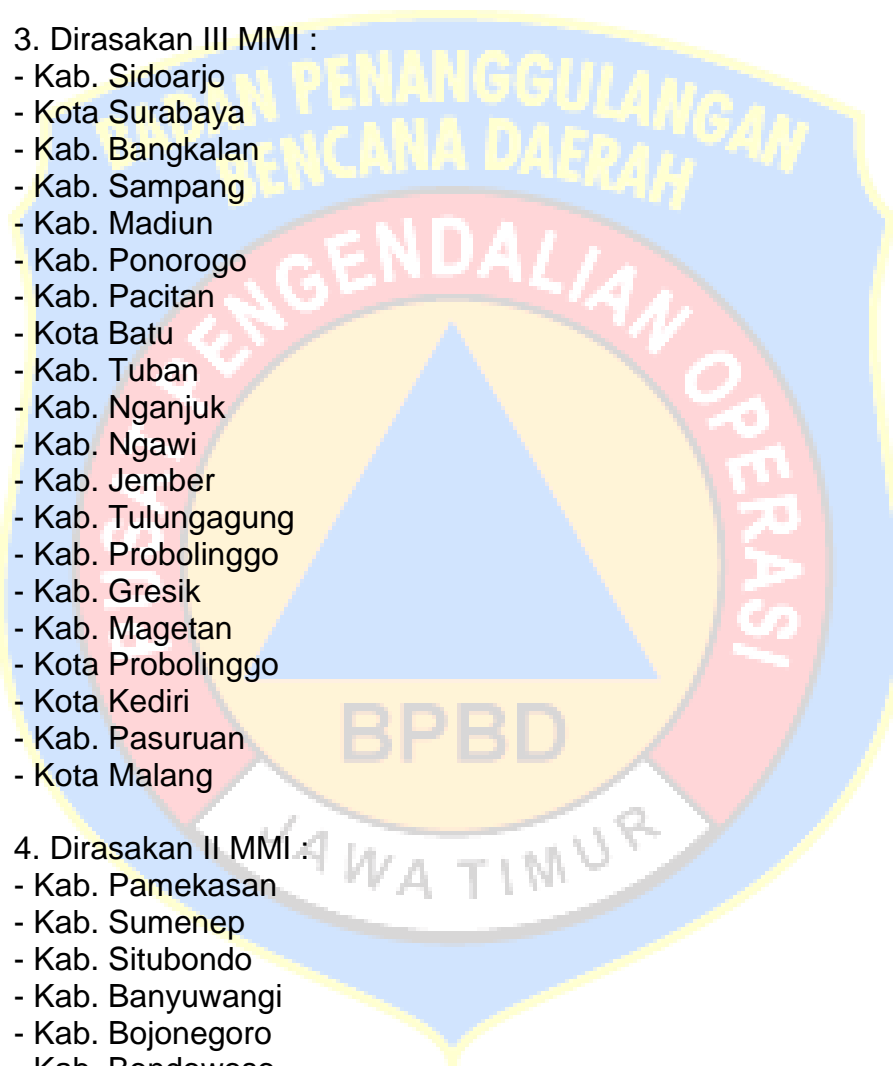 3. Dirasakan III MMI :
- Kab. Sidoarjo
- Kota Surabaya
- Kab. Bangkalan
- Kab. Sampang
- Kab. Madiun
- Kab. Ponorogo
- Kab. Pacitan
- Kota Batu
- Kab. Tuban
- Kab. Nganjuk
- Kab. Ngawi
- Kab. Jember
- Kab. Tulungagung
- Kab. Probolinggo
- Kab. Gresik
- Kab. Magetan
- Kota Probolinggo
- Kota Kediri
- Kab. Pasuruan
- Kota Malang
4. Dirasakan II MMI :
- Kab. Pamekasan
- Kab. Sumenep
- Kab. Situbondo
- Kab. Banyuwangi
- Kab. Bojonegoro
- Kab. Bondowoso
BADAN PENANGGULANGAN
BENCANA DAERAH
PUSAT PENGENDALIAN OPERASI
BPBD
JAWA TIMUR